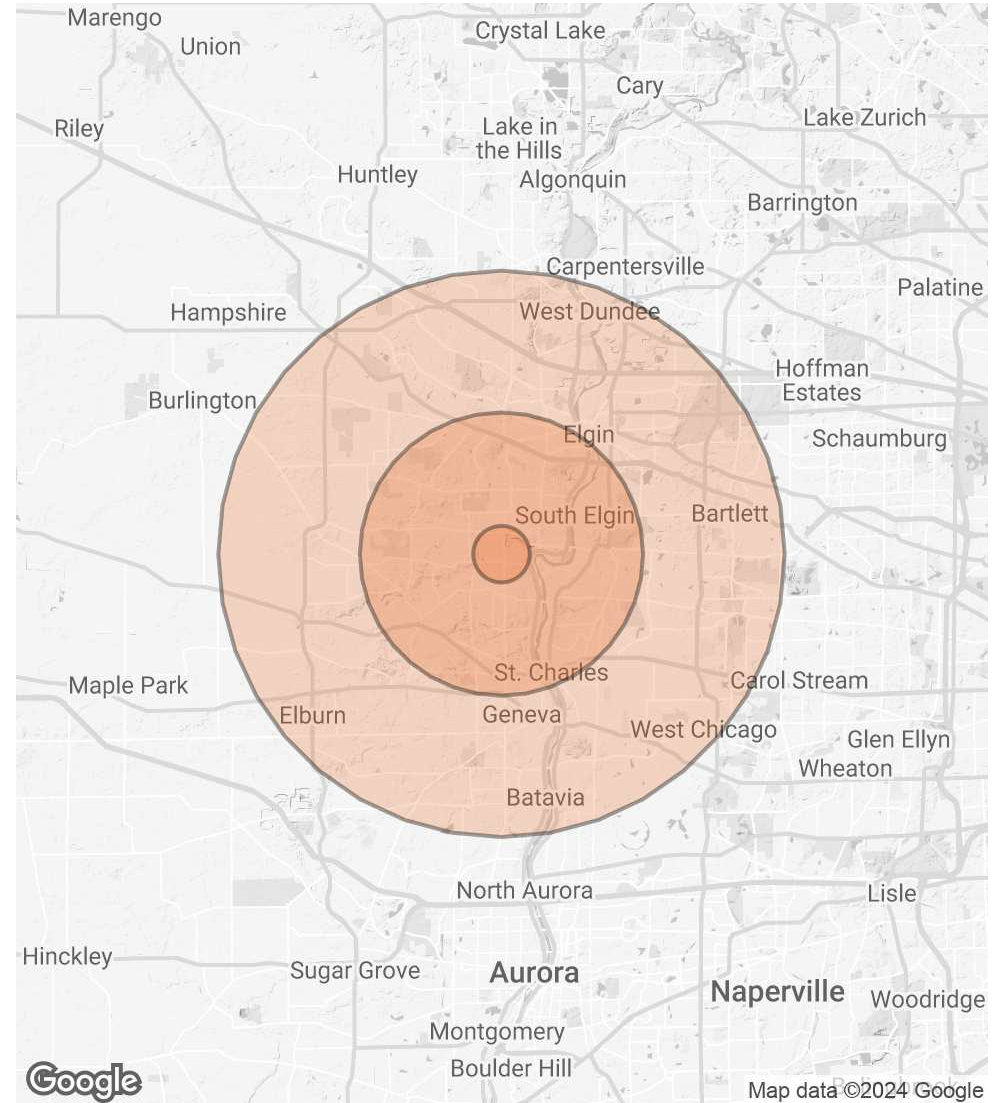 Marengo
Crystal Lake
Union
Cary
Lake Zurich
Riley
Lake in
the Hills
Huntley
Algonquin
Barrington
Carpentersville
Palatine
Hampshire
West Dundee
Hoffman
Estates
Burlington
Elgin
Schaumburg
South Elgin
Bartlett
St. Charles
Maple Park
Carol Stream
Elburn
Geneva
West Chicago
Glen Ellyn
Wheaton
Batavia
North Aurora
Lisle
Hinckley
Sugar Grove
Aurora
Naperville
Woodridge
Montgomery
Boulder Hill
Google
Map data ©2024 Google